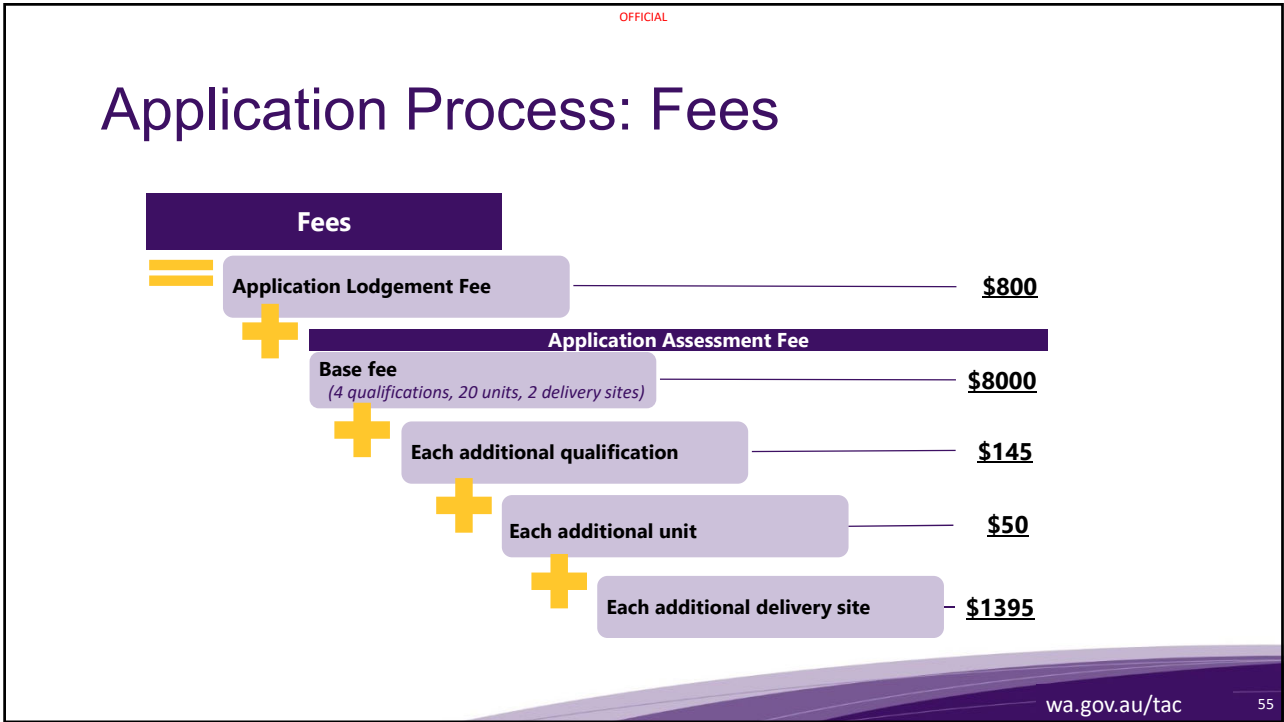 OFFICIAL
Application Process: Fees
Fees
Application Lodgement Fee
$800
Application Assessment Fee
Base fee
(4 qualifications, 20 units, 2 delivery sites)
$8000
Each additional qualification
$145
Each additional unit
$50
Each additional delivery site
$1395
wa.gov.au/tac
55